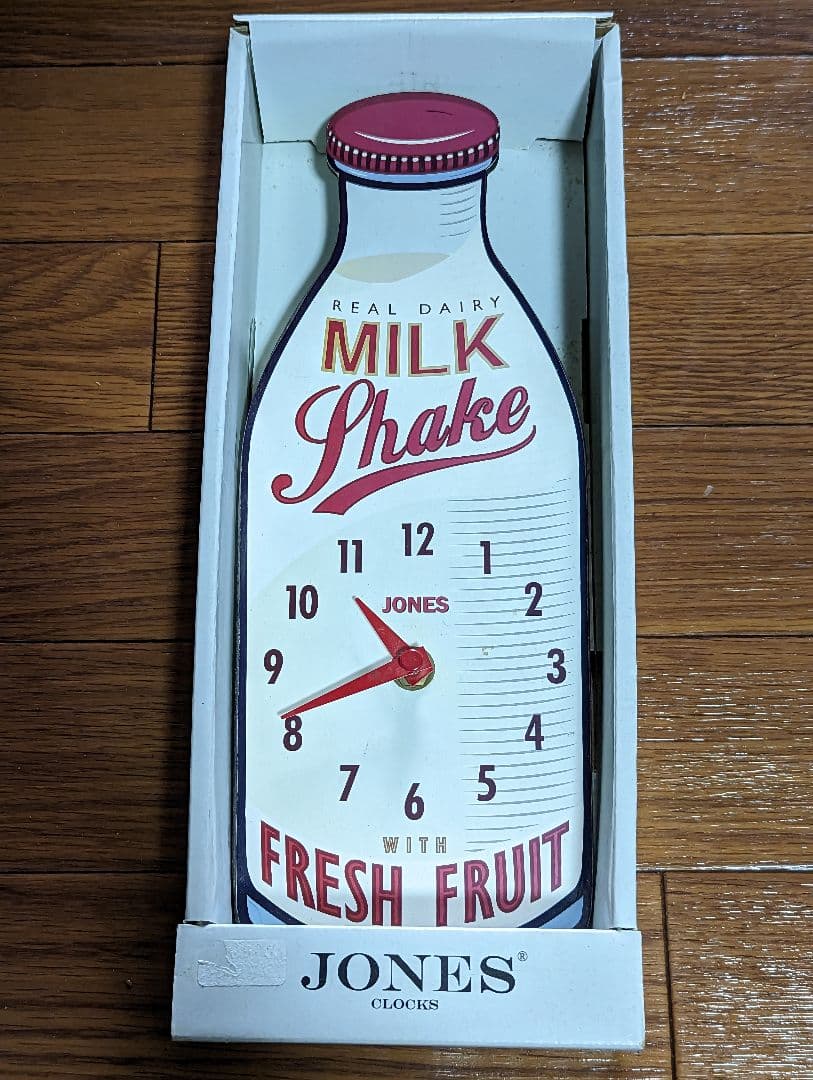 REAL DAIRY
MILK
Shake
12
11
1
10
JONES
2
9
3
8
4
7
5
6
WITH
FRESH FRUIT
JONES®
CLOCKS